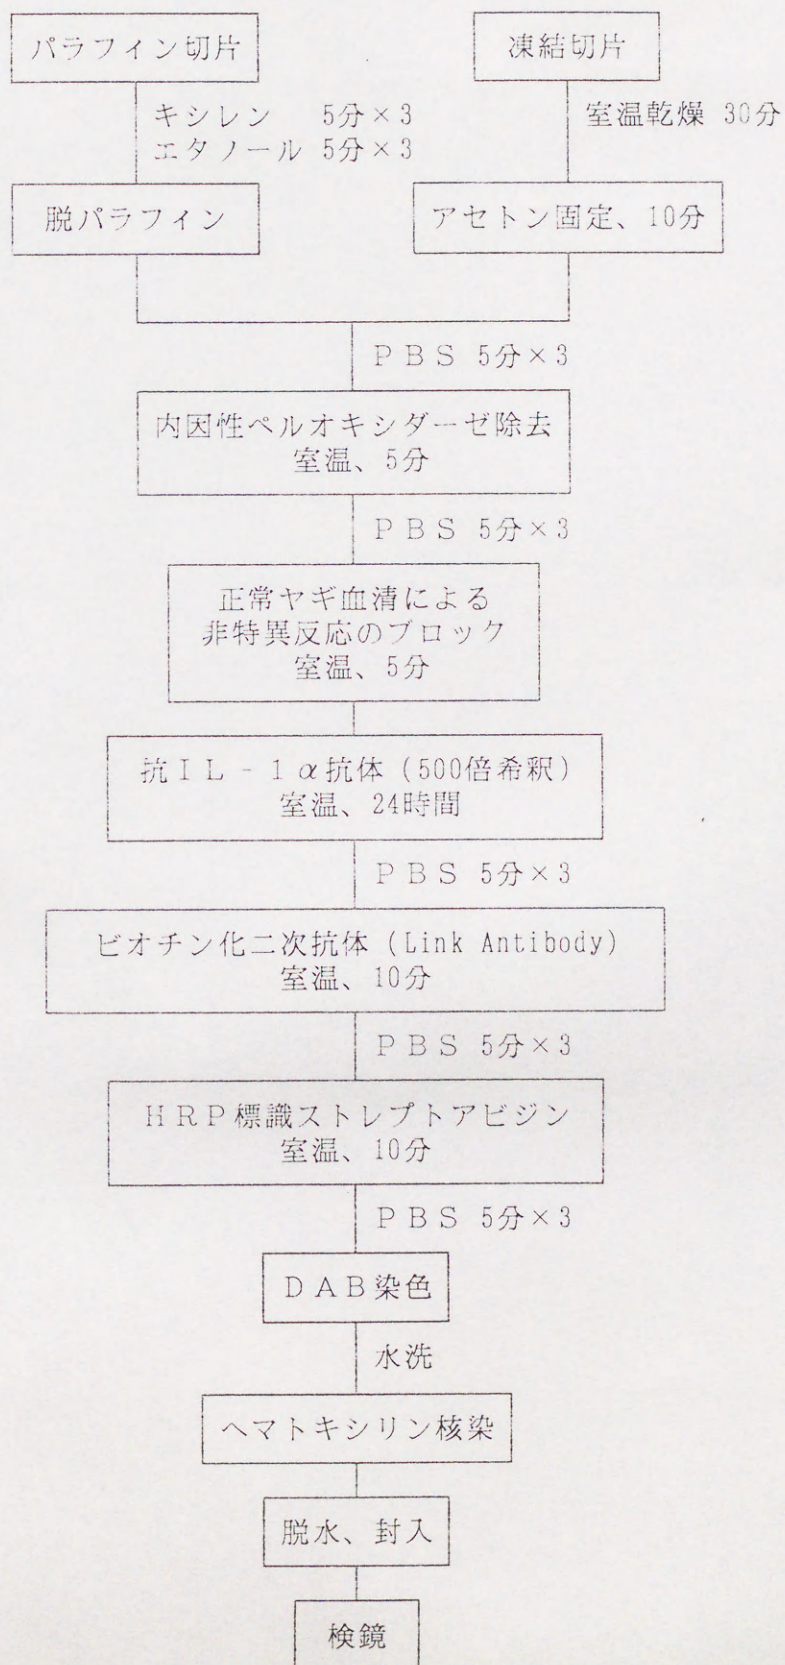 パラフィン切片
凍結切片
キシレン 5分×3
エタノール 5分×3
室温乾燥 30分
脱パラフィン
アセトン固定、10分
PBS 5分×3
内因性ペルオキシダーゼ除去
室温、5分
PBS 5分×3
正常ヤギ血清による
非特異反応のブロック
室温、5分
抗IL-1α抗体(500倍希釈)
室温、24時間
PBS 5分×3
ビオチン化二次抗体(Link Antibody)
室温、10分
PBS 5分×3
HRP標識ストレプトアビジン
室温、10分
PBS 5分×3
DAB染色
水洗
ヘマトキシリン核染
脱水、封入
検鏡